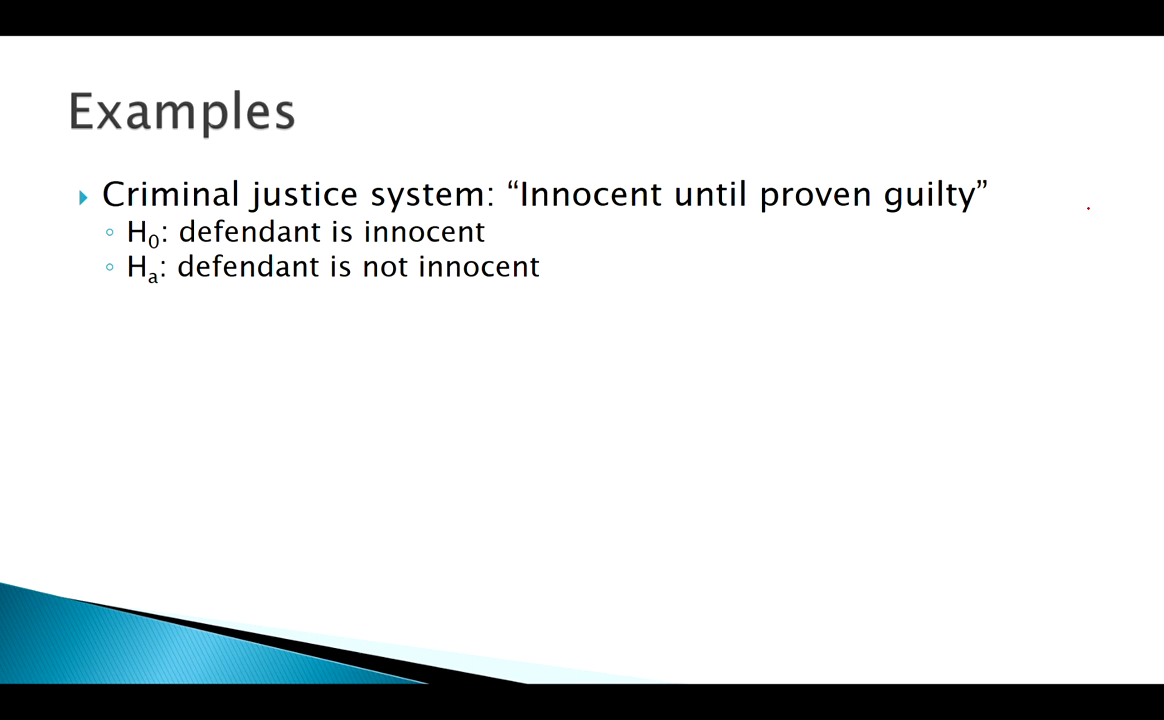 Examples
Criminal justice system: “Innocent until proven guilty”
H₀: defendant is innocent
Hₐ: defendant is not innocent